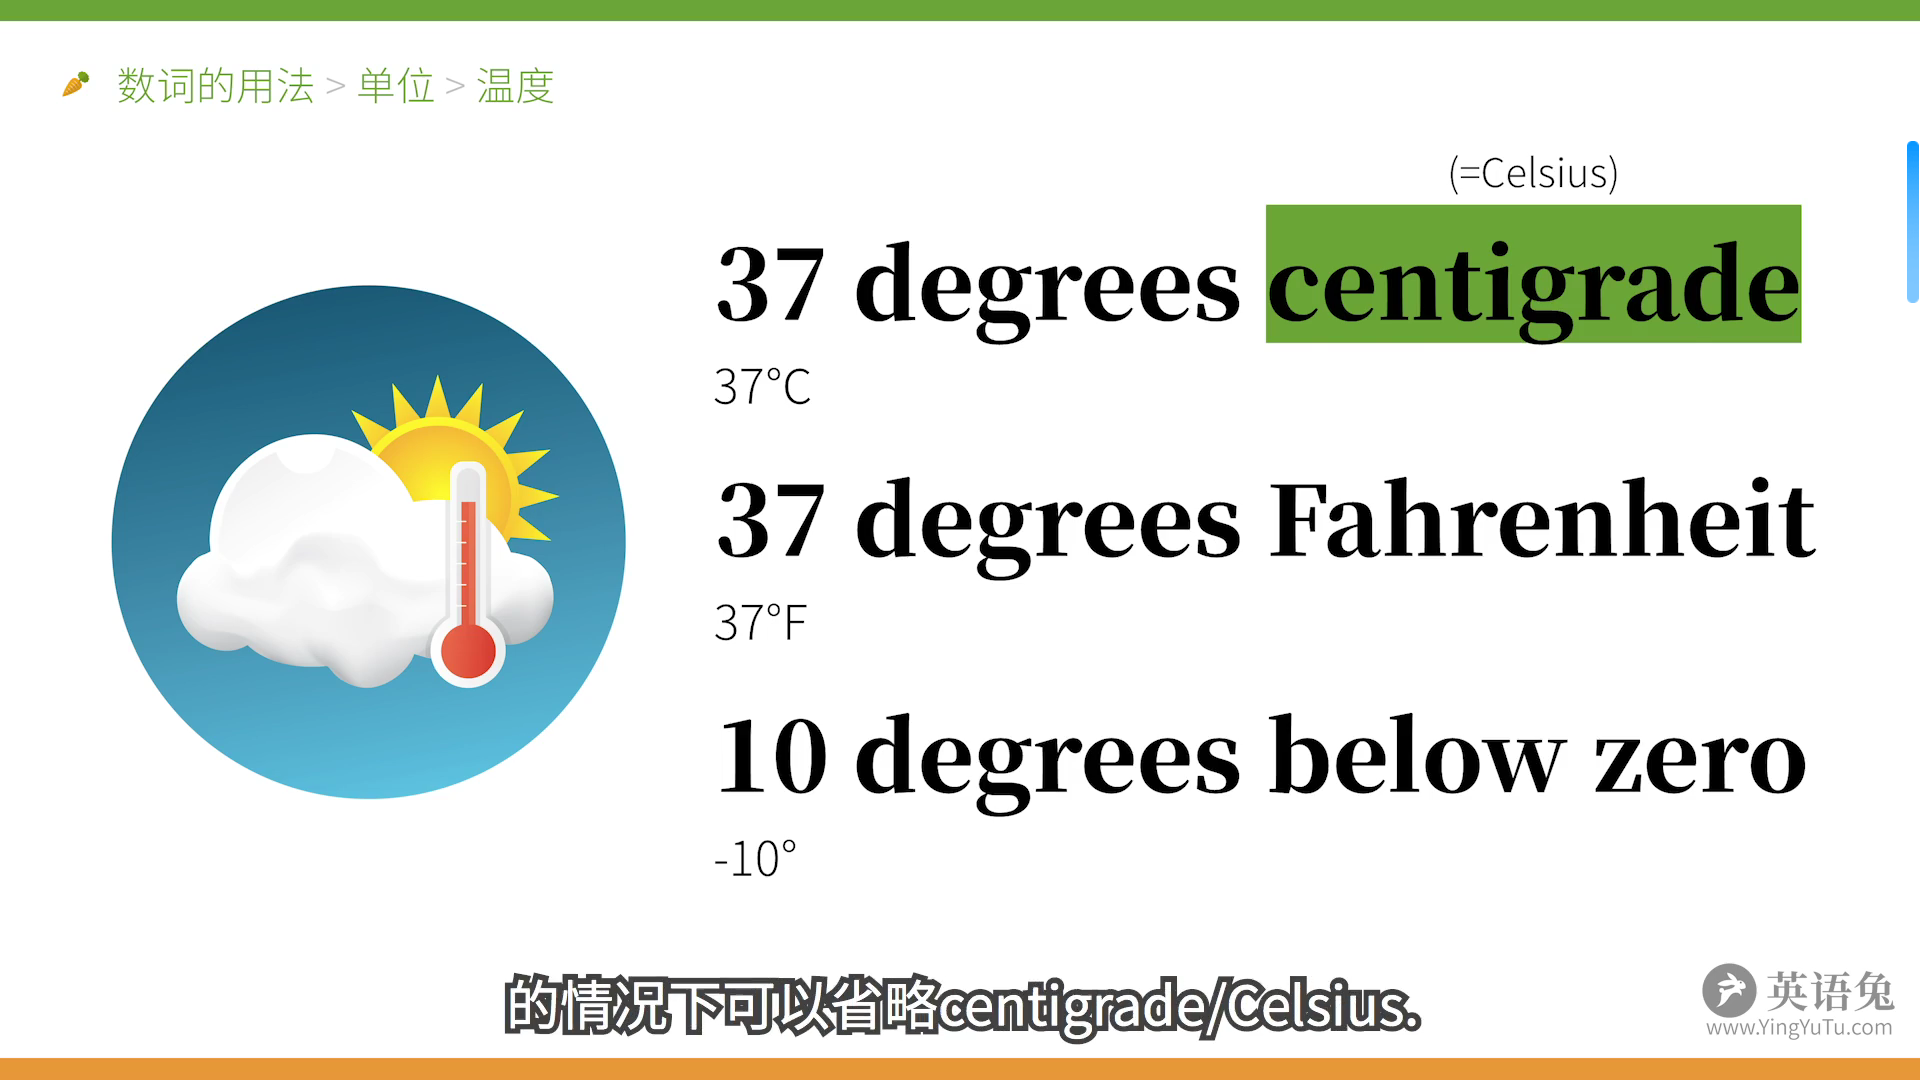 数词的用法 > 单位 > 温度
(=Celsius)
37 degrees centigrade
37°C
37 degrees Fahrenheit
37°F
10 degrees below zero
-10°
的情况下可以省略centigrade/Celsius.
英语兔
www.YingYuTu.com